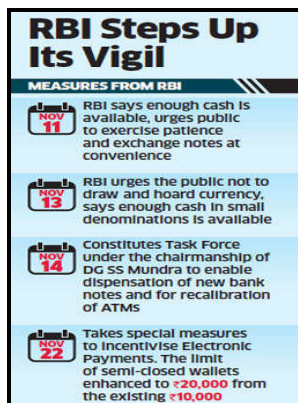 RBI Steps Up
Its Vigil
MEASURES FROM RBI
NOV
11
RBI says enough cash is
available, urges public
to exercise patience
and exchange notes at
convenience
NOV
13
RBI urges the public not to
draw and hoard currency,
says enough cash in small
denominations is available
NOV
14
Constitutes Task Force
under the chairmanship of
DG SS Mundra to enable
dispensation of new bank
notes and for recalibration
of ATMs
NOV
22
Takes special measures
to incentivise Electronic
Payments. The limit
of semi-closed wallets
enhanced to ₹20,000 from
the existing ₹10,000